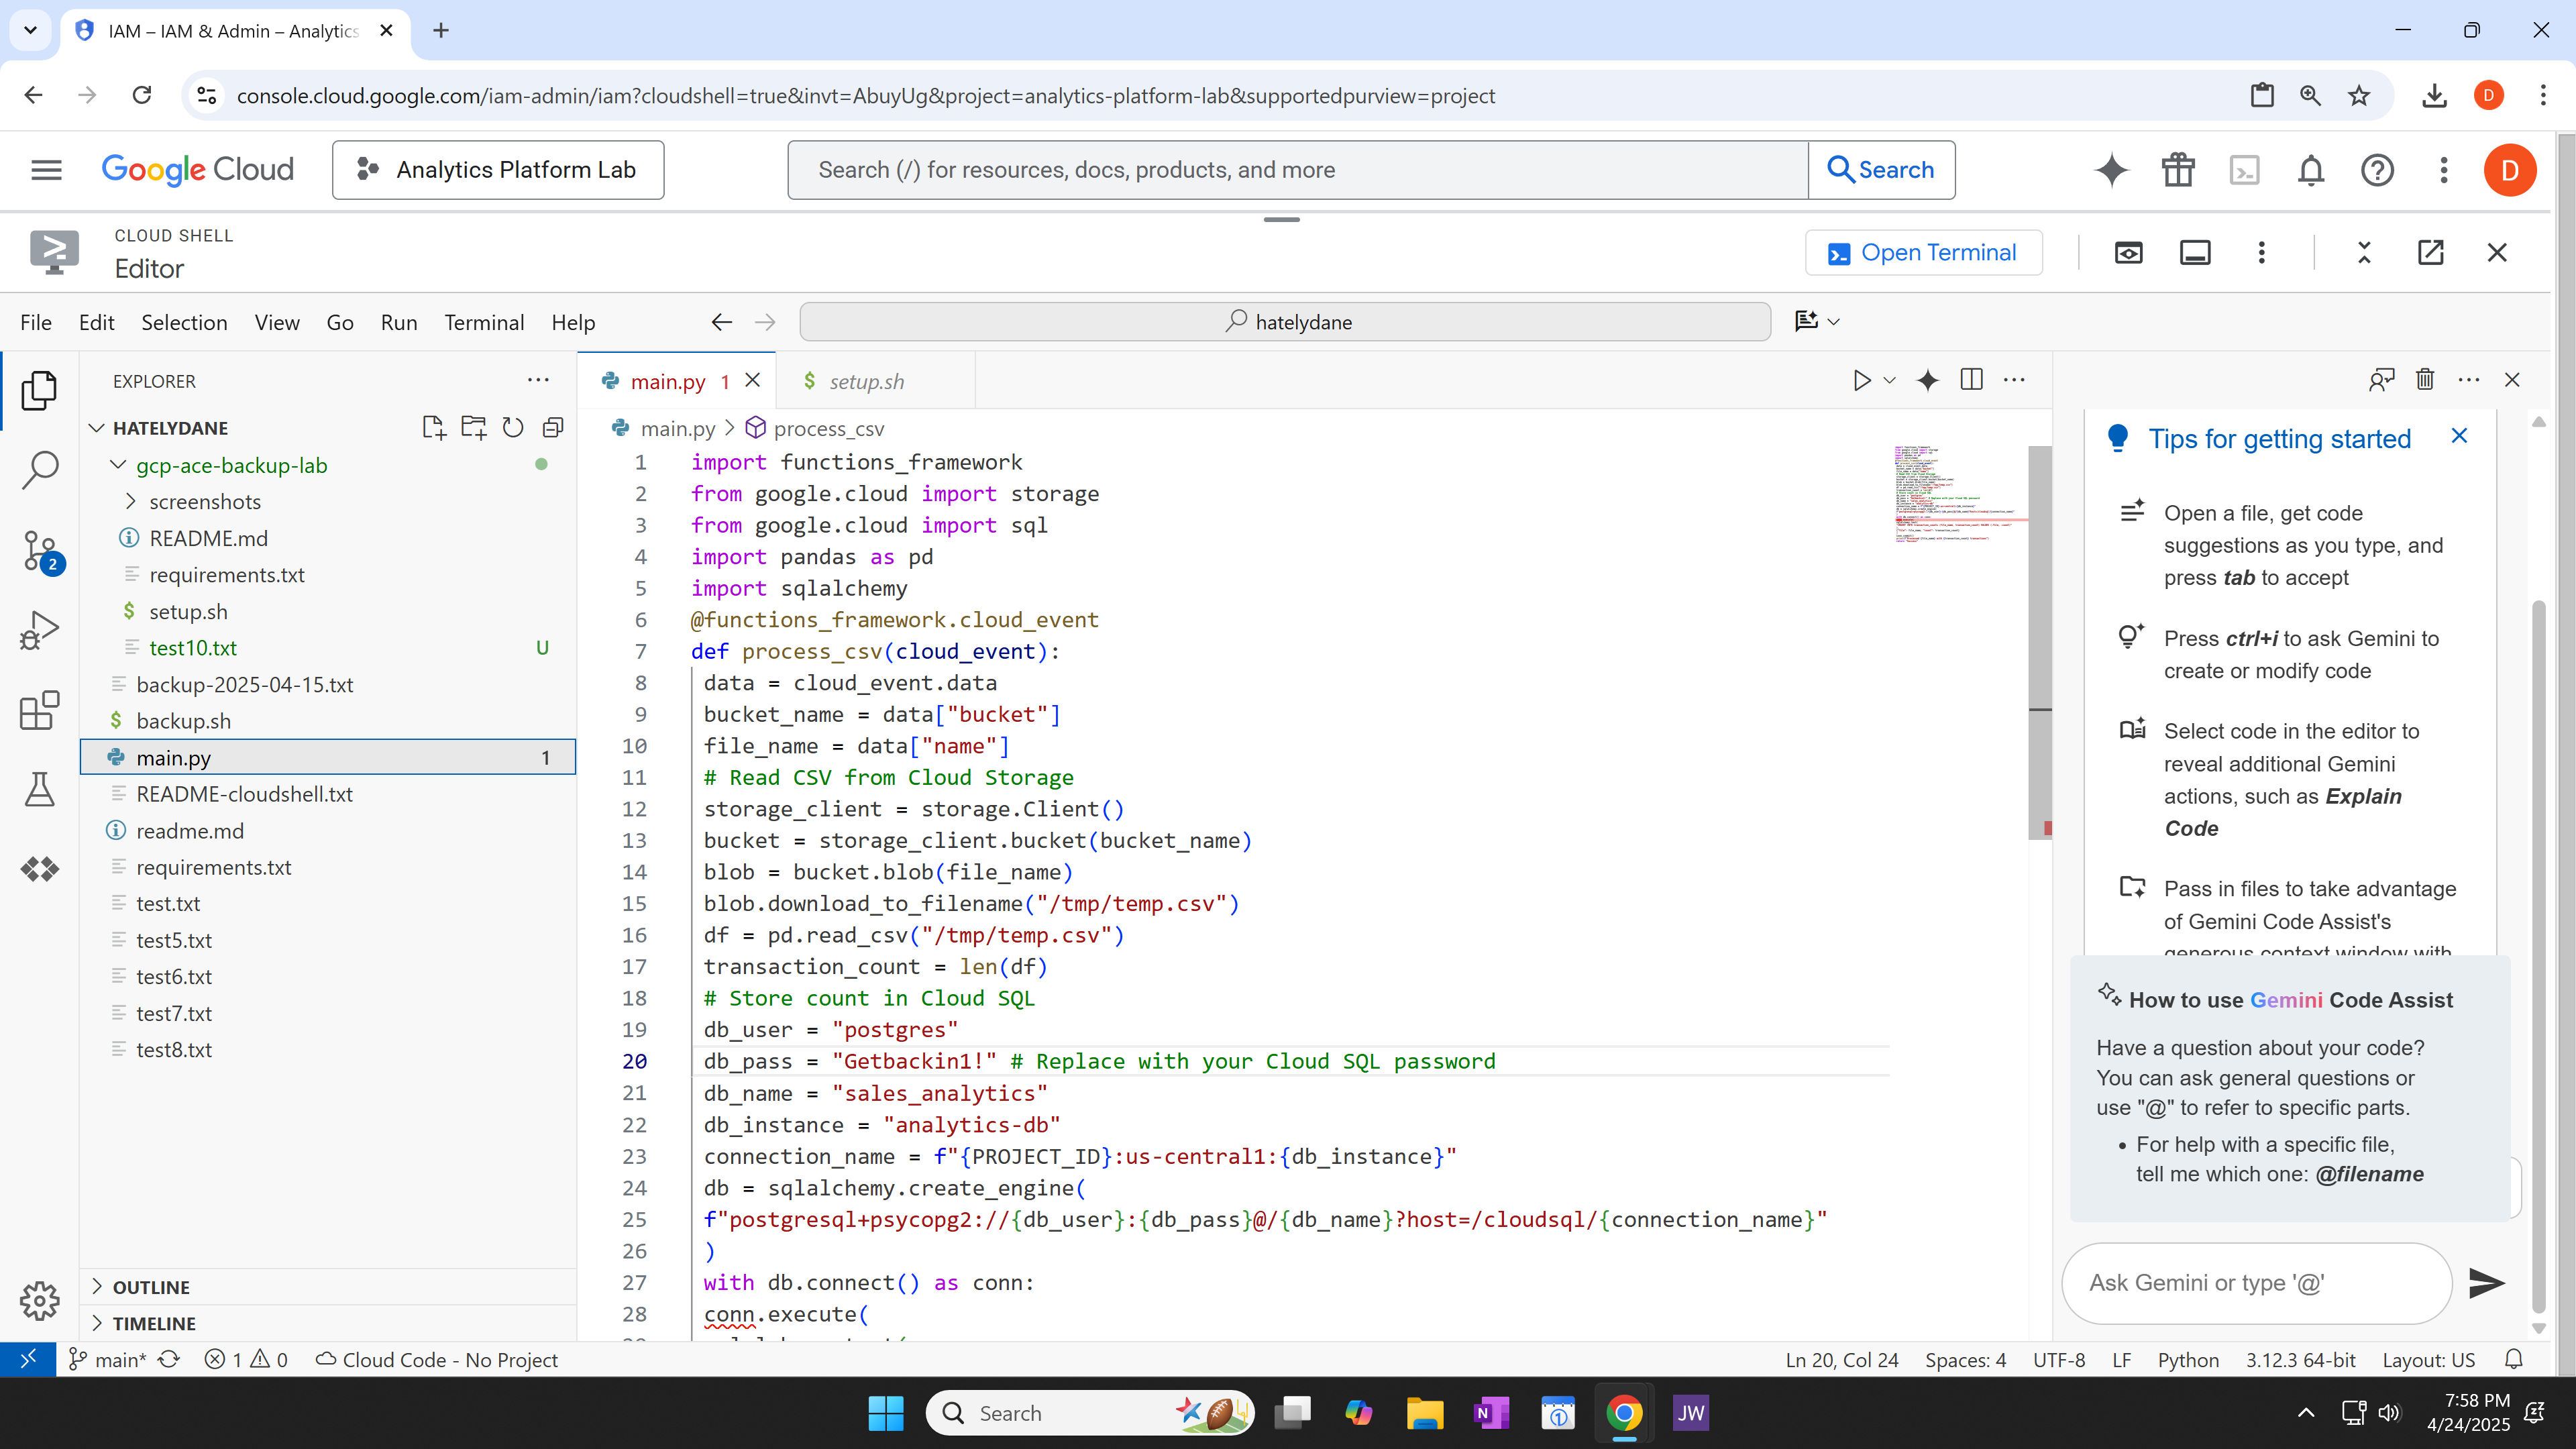 IAM – IAM & Admin – Analytics
console.cloud.google.com/iam-admin/iam?cloudshell=true&invt=AbuyUg&project=analytics-platform-lab&supportedpurview=project
D
Google Cloud
Analytics Platform Lab
Search (/) for resources, docs, products, and more
Search
D
CLOUD SHELL
Editor
Open Terminal
File Edit Selection View Go Run Terminal Help
hatelydane
EXPLORER
HATELYDANE
gcp-ace-backup-lab
screenshots
README.md
requirements.txt
$ setup.sh
test10.txt U
backup-2025-04-15.txt
$ backup.sh
main.py 1
README-cloudshell.txt
readme.md
requirements.txt
test.txt
test5.txt
test6.txt
test7.txt
test8.txt
OUTLINE
TIMELINE
2
main.py 1
$ setup.sh
main.py > process_csv
1 import functions_framework
2 from google.cloud import storage
3 from google.cloud import sql
4 import pandas as pd
5 import sqlalchemy
6 @functions_framework.cloud_event
7 def process_csv(cloud_event):
8 data = cloud_event.data
9 bucket_name = data["bucket"]
10 file_name = data["name"]
11 # Read CSV from Cloud Storage
12 storage_client = storage.Client()
13 bucket = storage_client.bucket(bucket_name)
14 blob = bucket.blob(file_name)
15 blob.download_to_filename("/tmp/temp.csv")
16 df = pd.read_csv("/tmp/temp.csv")
17 transaction_count = len(df)
18 # Store count in Cloud SQL
19 db_user = "postgres"
20 db_pass = "Getbackin1!" # Replace with your Cloud SQL password
21 db_name = "sales_analytics"
22 db_instance = "analytics-db"
23 connection_name = f"{PROJECT_ID}:us-central1:{db_instance}"
24 db = sqlalchemy.create_engine(
25 f"postgresql+psycopg2://{db_user}:{db_pass}@/{db_name}?host=/cloudsql/{connection_name}"
26 )
27 with db.connect() as conn:
28 conn.execute(
Tips for getting started
Open a file, get code
suggestions as you type, and
press tab to accept
Press ctrl+i to ask Gemini to
create or modify code
Select code in the editor to
reveal additional Gemini
actions, such as Explain
Code
Pass in files to take advantage
of Gemini Code Assist's
generous context window with
How to use Gemini Code Assist
Have a question about your code?
You can ask general questions or
use "@" to refer to specific parts.
• For help with a specific file,
tell me which one: @filename
Ask Gemini or type '@'
main* 1 0 Cloud Code - No Project
Ln 20, Col 24 Spaces: 4 UTF-8 LF Python 3.12.3 64-bit Layout: US
Search
N
1
JW
7:58 PM
4/24/2025